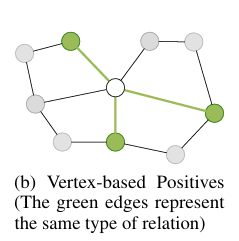 (b) Vertex-based Positives
(The green edges represent
the same type of relation)